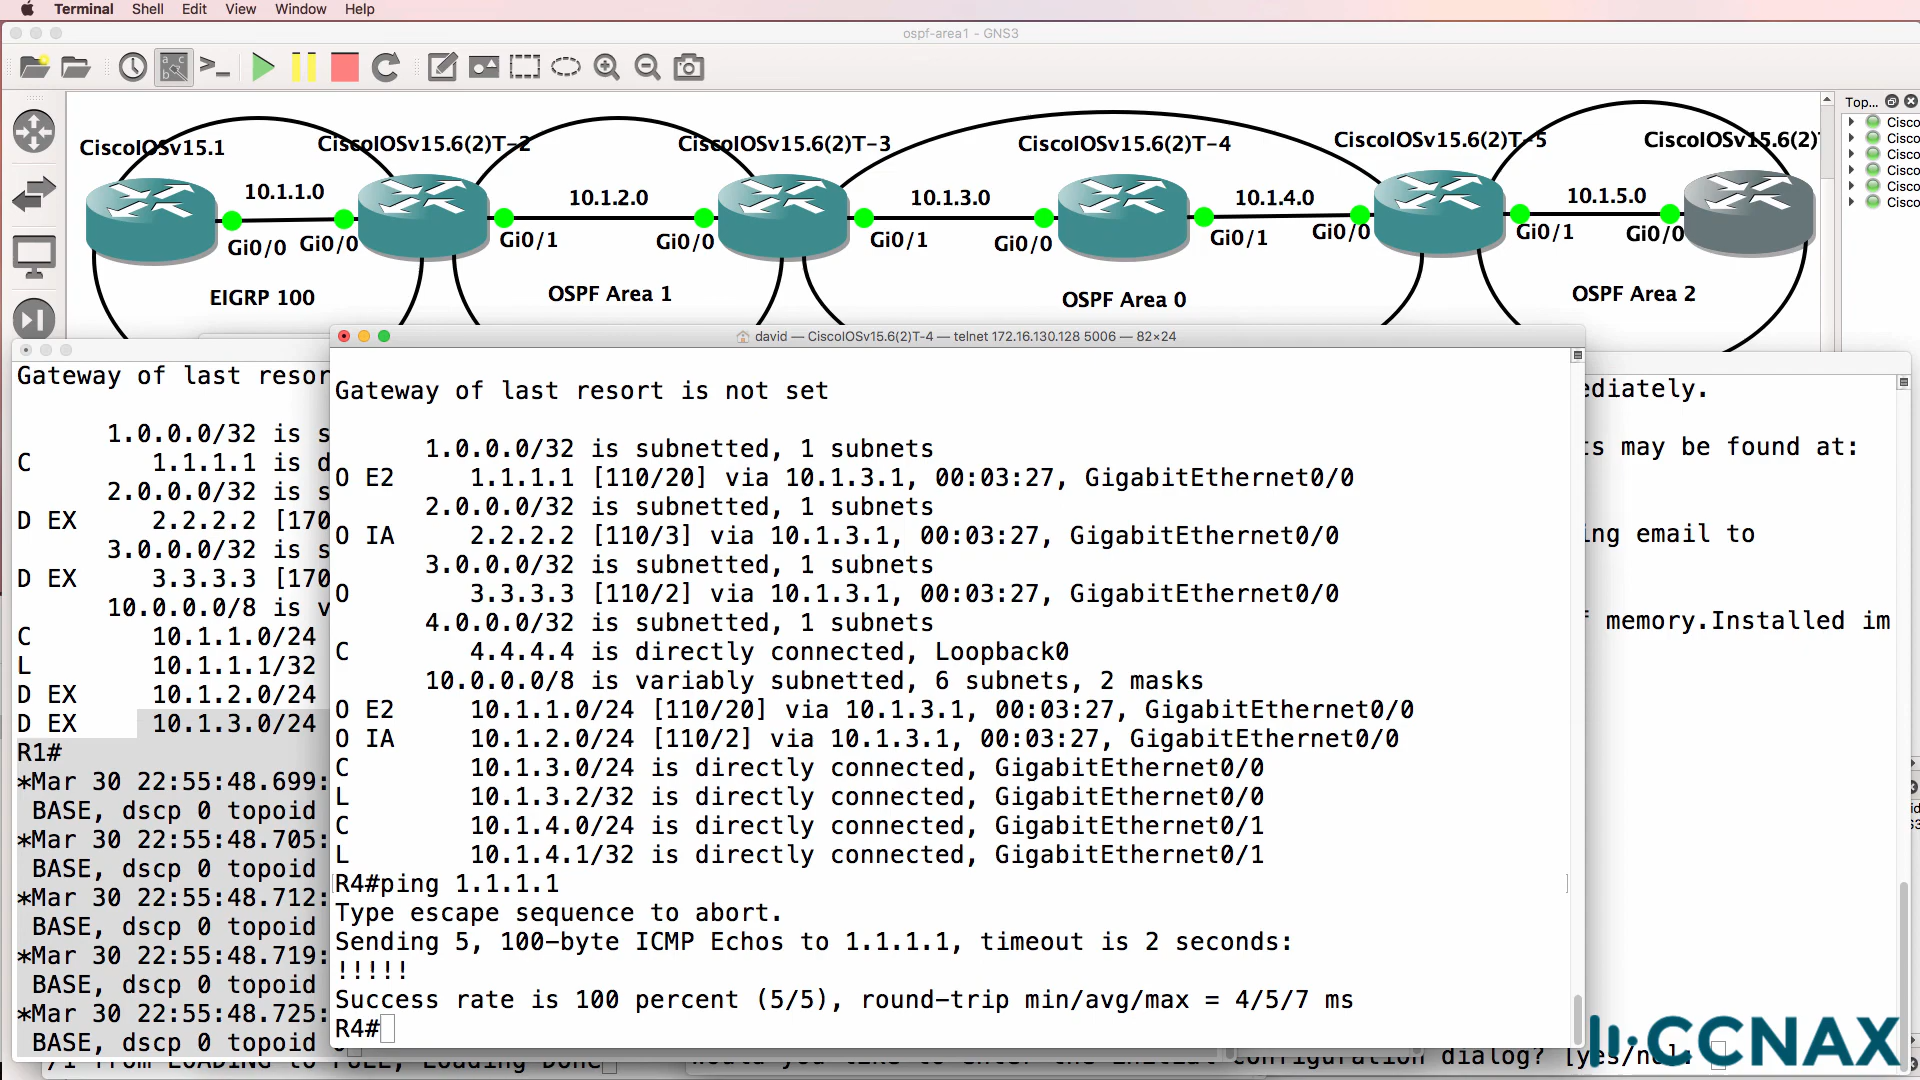 Terminal Shell Edit View Window Help
ospf-area1 - GNS3
Top...
CiscoIOSv15.1
CiscoIOSv15.6(2)T-2
CiscoIOSv15.6(2)T-3
CiscoIOSv15.6(2)T-4
CiscoIOSv15.6(2)T-5
CiscoIOSv15.6(2)
Cisco
Cisco
Cisco
Cisco
Cisco
Cisco
10.1.1.0
10.1.2.0
10.1.3.0
10.1.4.0
10.1.5.0
Gi0/0 Gi0/0
Gi0/1
Gi0/0
Gi0/1
Gi0/0
Gi0/1
Gi0/0
Gi0/1
Gi0/0
EIGRP 100
OSPF Area 1
OSPF Area 0
OSPF Area 2
Gateway of last resor
1.0.0.0/32 is s
C 1.1.1.1 is d
2.0.0.0/32 is s
D EX 2.2.2.2 [170
3.0.0.0/32 is s
D EX 3.3.3.3 [170
10.0.0.0/8 is v
C 10.1.1.0/24
L 10.1.1.1/32
D EX 10.1.2.0/24
D EX 10.1.3.0/24
R1#
*Mar 30 22:55:48.699:
BASE, dscp 0 topoid
*Mar 30 22:55:48.705:
BASE, dscp 0 topoid
*Mar 30 22:55:48.712:
BASE, dscp 0 topoid
*Mar 30 22:55:48.719:
BASE, dscp 0 topoid
*Mar 30 22:55:48.725:
BASE, dscp 0 topoid
david — CiscoIOSv15.6(2)T-4 — telnet 172.16.130.128 5006 — 82×24
Gateway of last resort is not set
1.0.0.0/32 is subnetted, 1 subnets
O E2 1.1.1.1 [110/20] via 10.1.3.1, 00:03:27, GigabitEthernet0/0
2.0.0.0/32 is subnetted, 1 subnets
O IA 2.2.2.2 [110/3] via 10.1.3.1, 00:03:27, GigabitEthernet0/0
3.0.0.0/32 is subnetted, 1 subnets
O 3.3.3.3 [110/2] via 10.1.3.1, 00:03:27, GigabitEthernet0/0
4.0.0.0/32 is subnetted, 1 subnets
C 4.4.4.4 is directly connected, Loopback0
10.0.0.0/8 is variably subnetted, 6 subnets, 2 masks
O E2 10.1.1.0/24 [110/20] via 10.1.3.1, 00:03:27, GigabitEthernet0/0
O IA 10.1.2.0/24 [110/2] via 10.1.3.1, 00:03:27, GigabitEthernet0/0
C 10.1.3.0/24 is directly connected, GigabitEthernet0/0
L 10.1.3.2/32 is directly connected, GigabitEthernet0/0
C 10.1.4.0/24 is directly connected, GigabitEthernet0/1
L 10.1.4.1/32 is directly connected, GigabitEthernet0/1
R4#ping 1.1.1.1
Type escape sequence to abort.
Sending 5, 100-byte ICMP Echos to 1.1.1.1, timeout is 2 seconds:
!!!!!
Success rate is 100 percent (5/5), round-trip min/avg/max = 4/5/7 ms
R4#
ediately.
ts may be found at:
ing email to
memory.Installed im
/1 from LOADING to FULL, Loading Done
configuration dialog? [yes/no]:
CCNAX